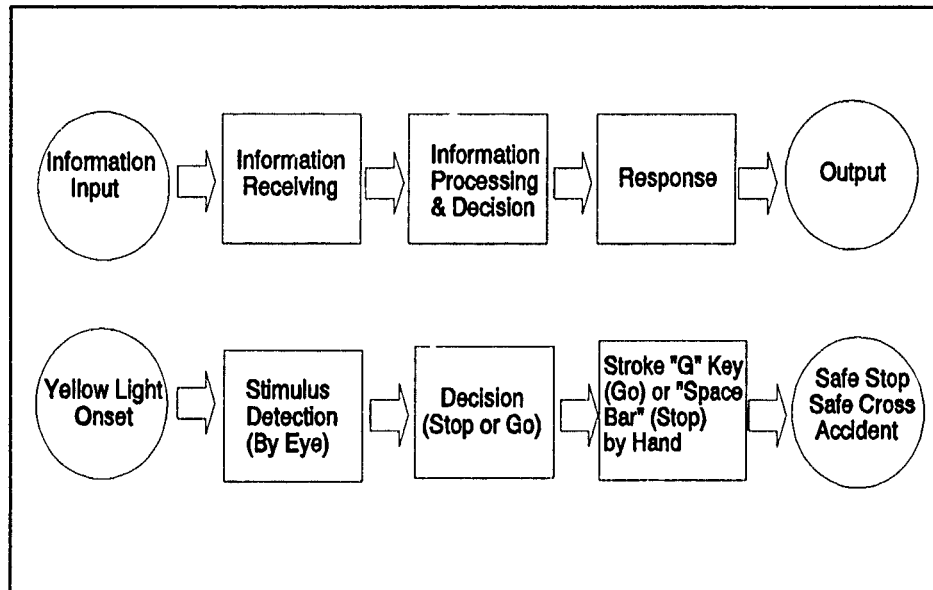 Information
Input
Information
Receiving
Information
Processing
& Decision
Response
Output
Yellow Light
Onset
Stimulus
Detection
(By Eye)
Decision
(Stop or Go)
Stroke "G" Key
(Go) or "Space
Bar" (Stop)
by Hand
Safe Stop
Safe Cross
Accident